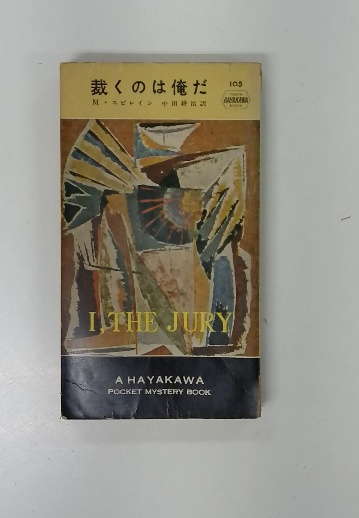 裁くのは俺だ
105
M・スピレイン 中田耕治訳
HAYAKAWA
I, THE JURY
A HAYAKAWA
POCKET MYSTERY BOOK